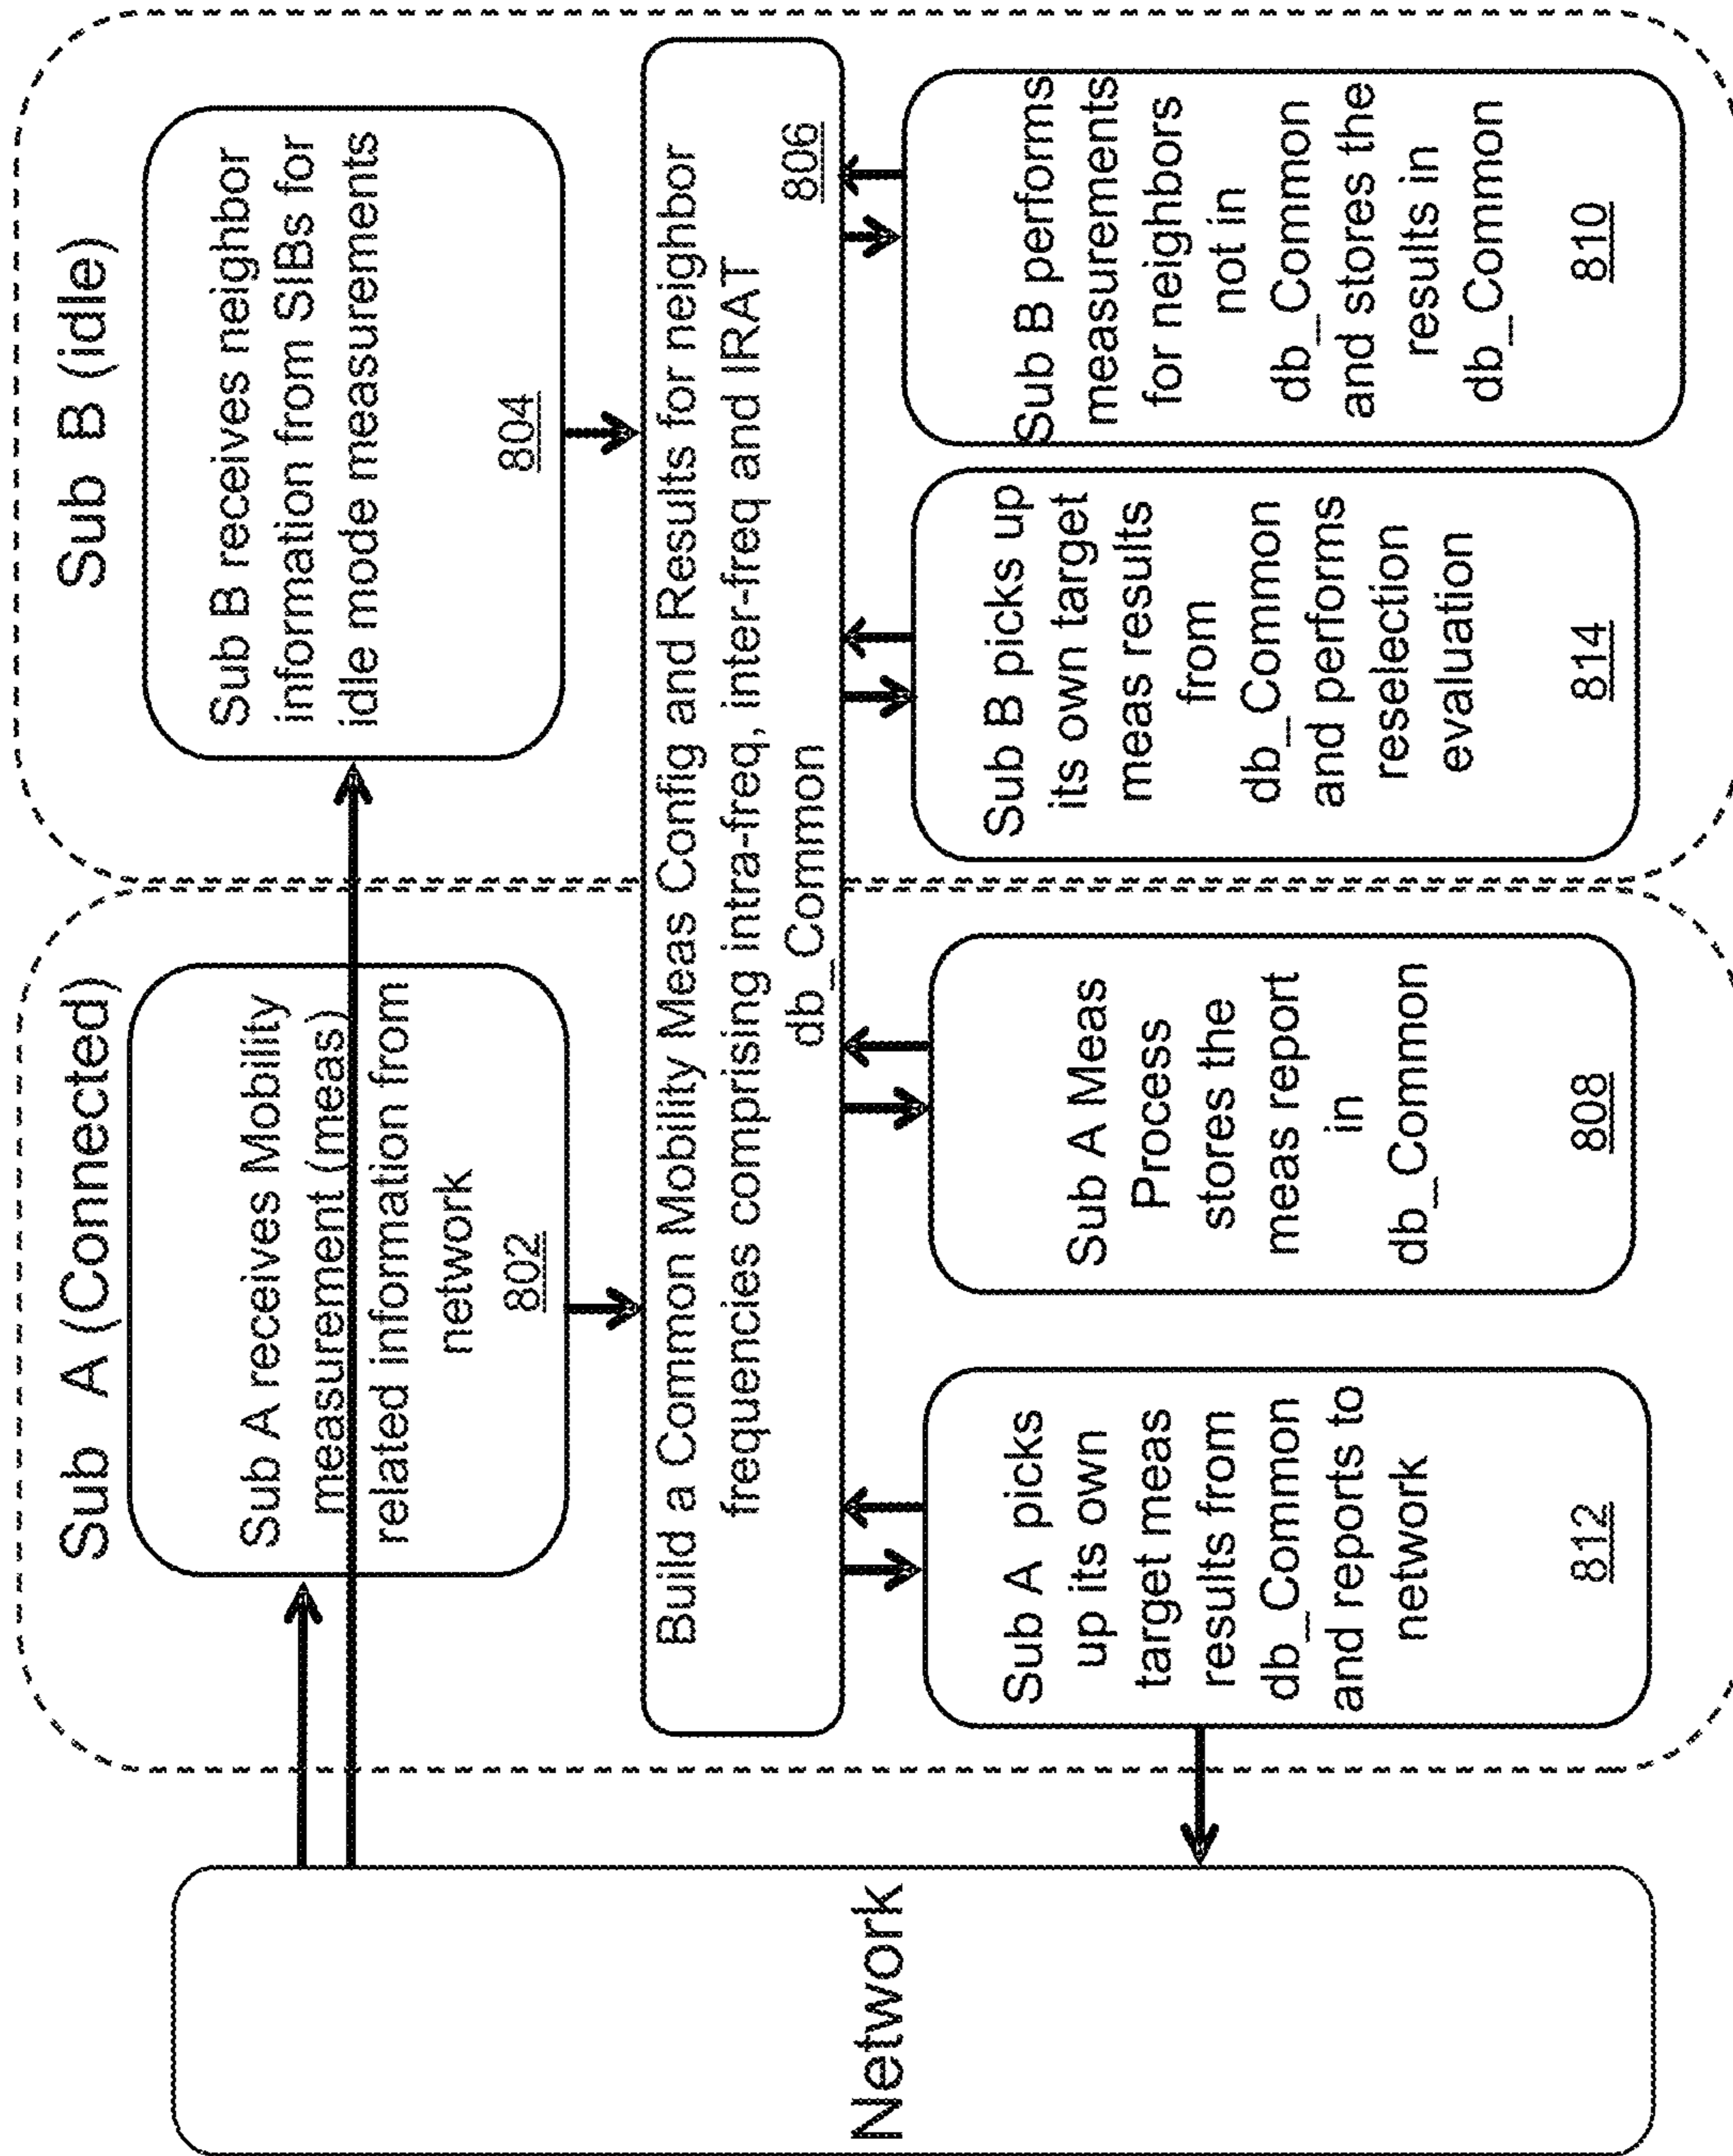 Network
Sub A (Connected)
Sub A receives Mobility
measurement (meas)
related information from
network
802
Sub B (idle)
Sub B receives neighbor
information from SIBs for
idle mode measurements
804
Build a Common Mobility Meas Config and Results for neighbor
frequencies comprising intra-freq, inter-freq and IRAT
db_Common
806
Sub A picks
up its own
target meas
results from
db_Common
and reports to
network
812
Sub A Meas
Process
stores the
meas report
in
db_Common
808
Sub B picks up
its own target
meas results
from
db_Common
and performs
reselection
evaluation
814
Sub B performs
measurements
for neighbors
not in
db_Common
and stores the
results in
db_Common
810